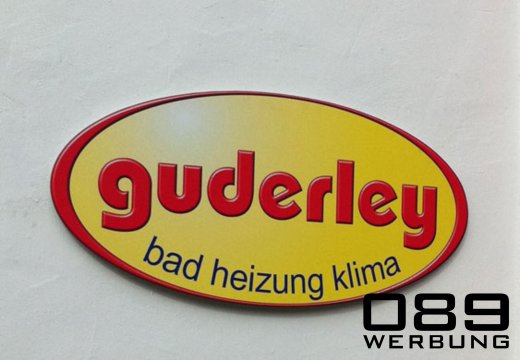 guderley
bad heizung klima
089
WERBUNG